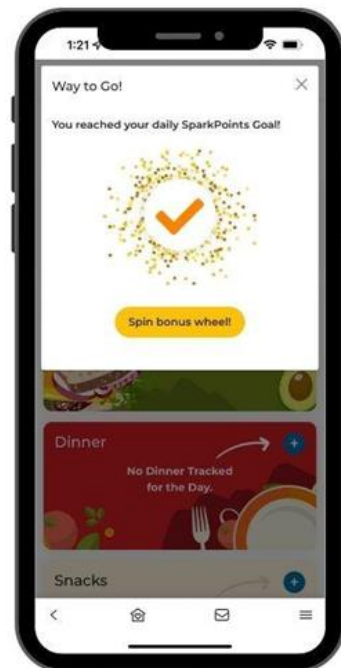 1:21
Way to Go!
You reached your daily SparkPoints Goal!
Spin bonus wheel!
Dinner
No Dinner Tracked
for the Day.
Snacks